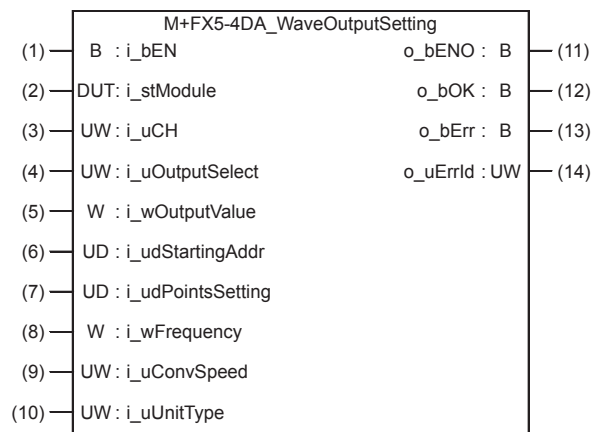 M+FX5-4DA_WaveOutputSetting
(1) B : i_bEN o_bENO : B (11)
(2) DUT: i_stModule o_bOK : B (12)
(3) UW : i_uCH o_bErr : B (13)
(4) UW : i_uOutputSelect o_uErrId : UW (14)
(5) W : i_wOutputValue
(6) UD : i_udStartingAddr
(7) UD : i_udPointsSetting
(8) W : i_wFrequency
(9) UW : i_uConvSpeed
(10) UW : i_uUnitType